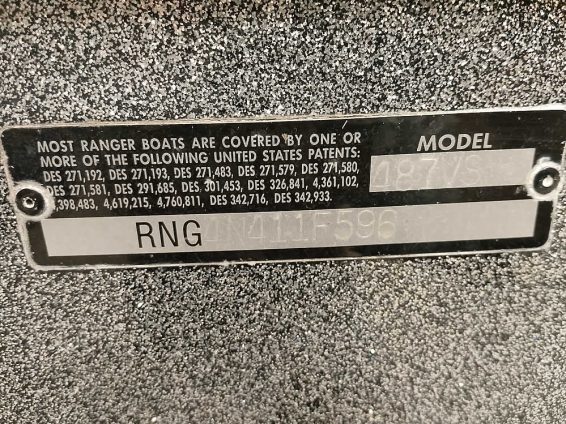 MOST RANGER BOATS ARE COVERED BY ONE OR
MORE OF THE FOLLOWING UNITED STATES PATENTS:
DES 271,192, DES 271,193, DES 271,483, DES 271,579, DES 271,580,
DES 271,581, DES 291,685, DES 301,453, DES 326,841, 4,361,102,
,398,483, 4,619,215, 4,760,811, DES 342,716, DES 342,933.
MODEL
487VS
RNG411F596